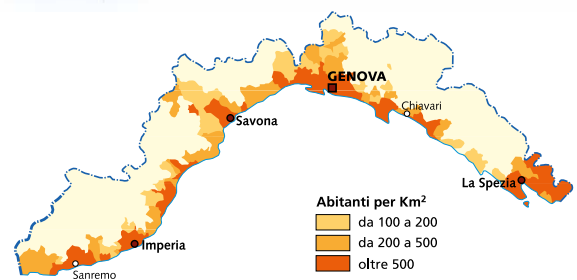 GENOVA
Chiavari
Savona
La Spezia
Abitanti per Km²
da 100 a 200
da 200 a 500
oltre 500
Imperia
Sanremo